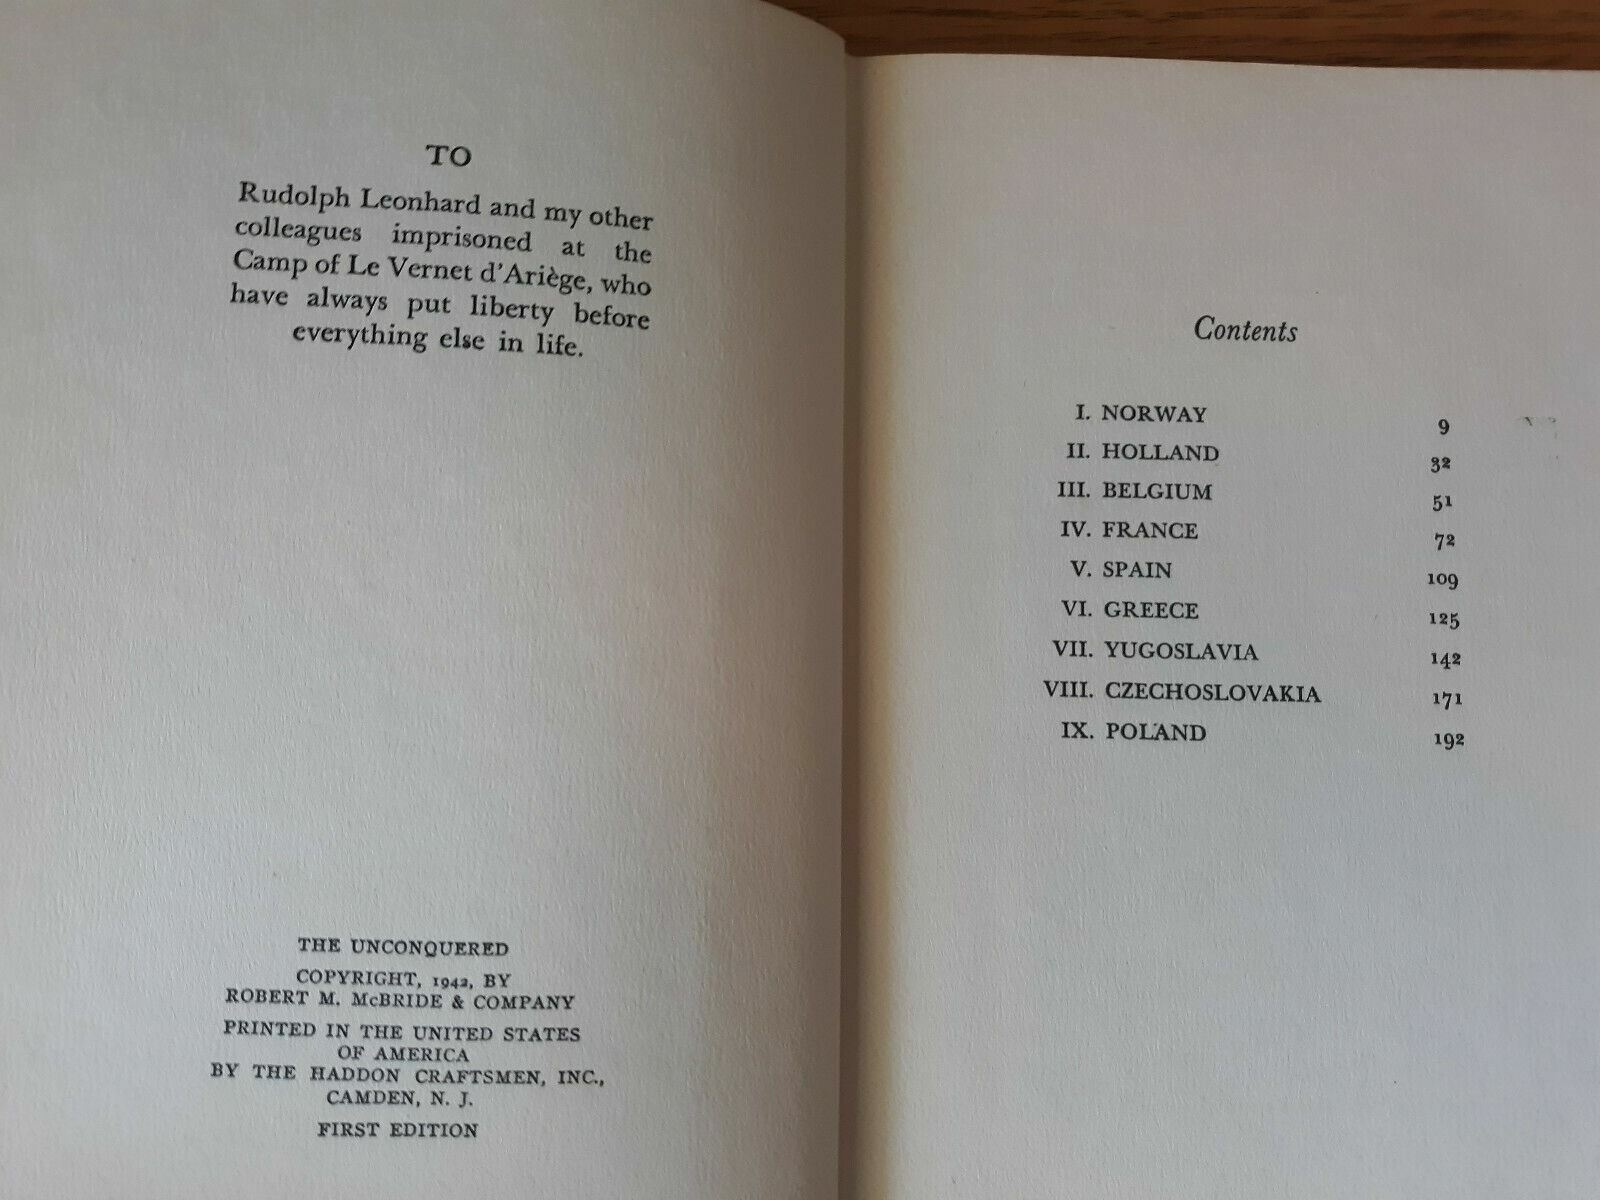 TO
Rudolph Leonhard and my other
colleagues imprisoned at the
Camp of Le Vernet d'Ariège, who
have always put liberty before
everything else in life.
THE UNCONQUERED
COPYRIGHT, 1942, BY
ROBERT M. McBRIDE & COMPANY
PRINTED IN THE UNITED STATES
OF AMERICA
BY THE HADDON CRAFTSMEN, INC.,
CAMDEN, N. J.
FIRST EDITION
Contents
I. NORWAY 9
II. HOLLAND 32
III. BELGIUM 51
IV. FRANCE 72
V. SPAIN 109
VI. GREECE 125
VII. YUGOSLAVIA 142
VIII. CZECHOSLOVAKIA 171
IX. POLAND 192